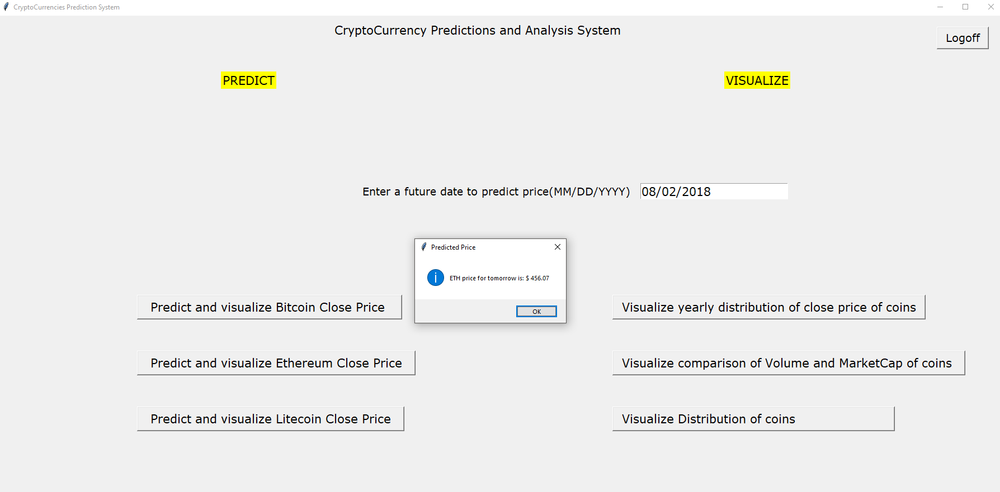 CryptoCurrencies Prediction System
CryptoCurrency Predictions and Analysis System
Logoff
PREDICT
VISUALIZE
Enter a future date to predict price(MM/DD/YYYY) 08/02/2018
Predicted Price
ETH price for tomorrow is: $ 456.07
OK
Predict and visualize Bitcoin Close Price
Visualize yearly distribution of close price of coins
Predict and visualize Ethereum Close Price
Visualize comparison of Volume and MarketCap of coins
Predict and visualize Litecoin Close Price
Visualize Distribution of coins